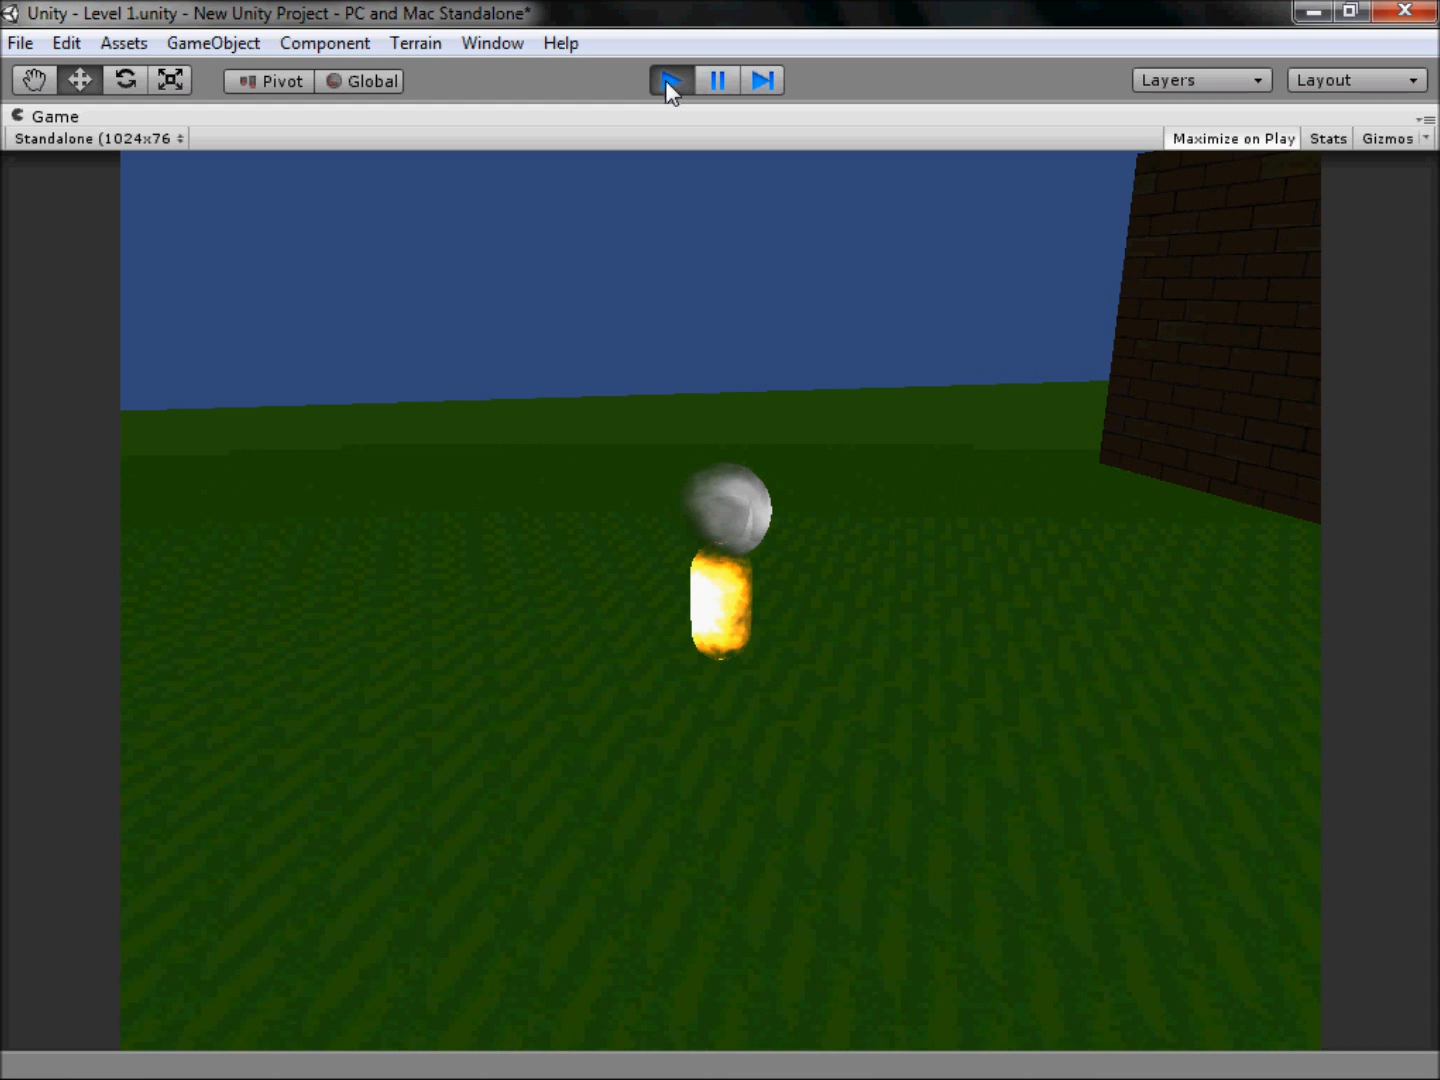 Unity - Level 1.unity - New Unity Project - PC and Mac Standalone*
File Edit Assets GameObject Component Terrain Window Help
Pivot Global Layers Layout
Game
Standalone (1024x76 Maximize on Play Stats Gizmos